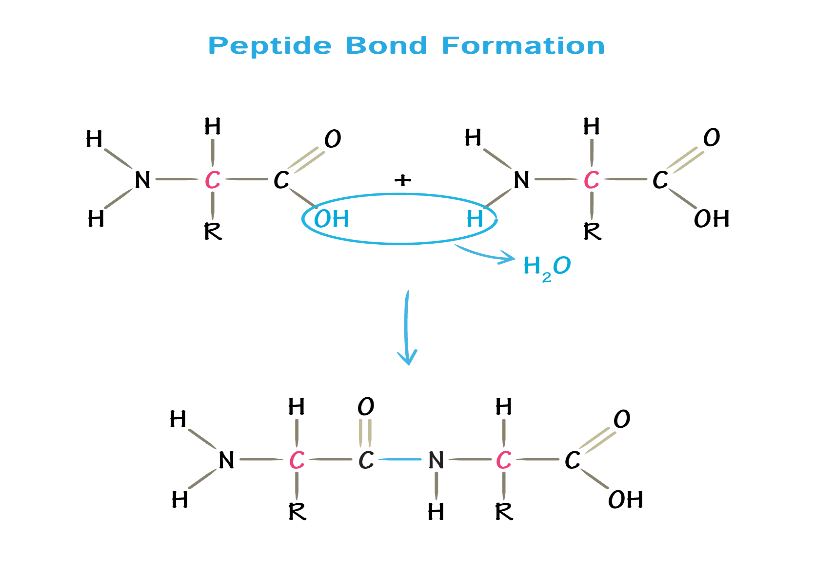 Peptide Bond Formation
H H O H H O
N C C + N C C
H R OH H R OH
H₂O
H H O H O
N C C N C C
H R H R OH